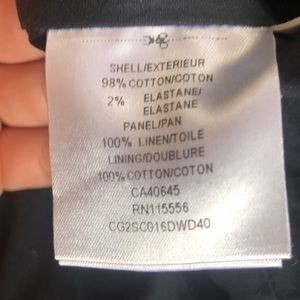 SHELL/EXTERIEUR
98% COTTON/COTON
2% ELASTANE/
ELASTANE
PANEL/PAN
100% LINEN/TOILE
LINING/DOUBLURE
100% COTTON/COTON
CA40645
RN115556
CG2SC016DWD40